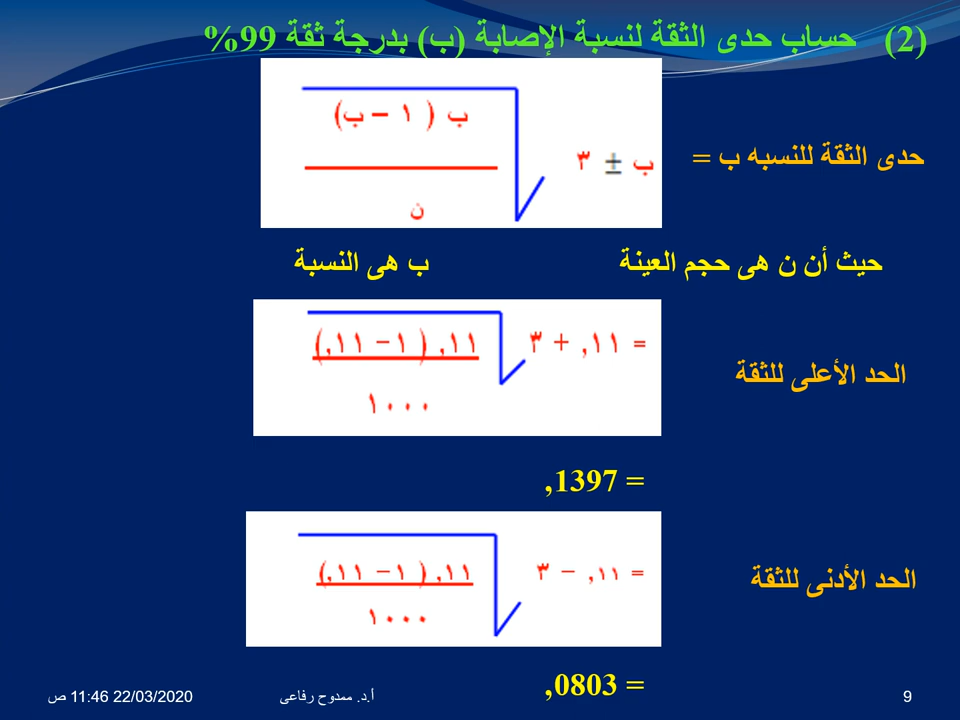 (2) حساب حدى الثقة لنسبة الإصابة (ب) بدرجة ثقة 99%
حدى الثقة للنسبه ب =
ب ± ٣
ب ( ١ – ب)
ن
حيث أن ن هى حجم العينة
ب هى النسبة
الحد الأعلى للثقة
= ١١, + ٣
١١, ( ١ – ١١,)
١٠٠٠
= 1397,
الحد الأدنى للثقة
= ١١, – ٣
١١, ( ١ – ١١,)
١٠٠٠
= 0803,
9
أ.د. ممدوح رفاعى
22/03/2020 11:46 ص